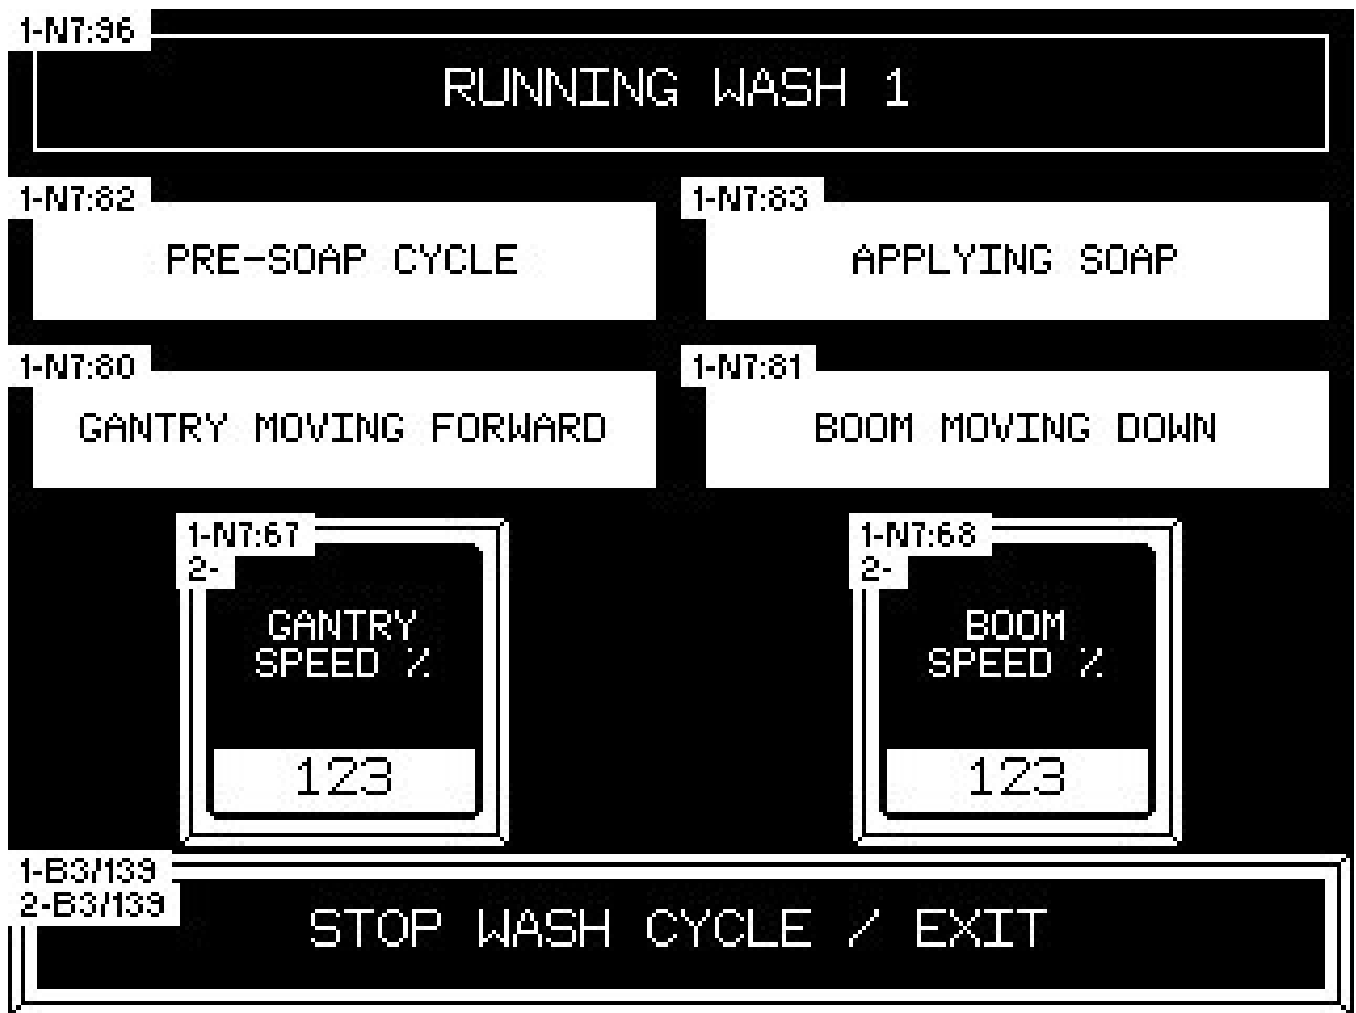 1-N7:96
RUNNING WASH 1
1-N7:82
PRE-SOAP CYCLE
1-N7:83
APPLYING SOAP
1-N7:80
GANTRY MOVING FORWARD
1-N7:81
BOOM MOVING DOWN
1-N7:67
2-
GANTRY
SPEED %
123
1-N7:68
2-
BOOM
SPEED %
123
1-B3/139
2-B3/139
STOP WASH CYCLE / EXIT